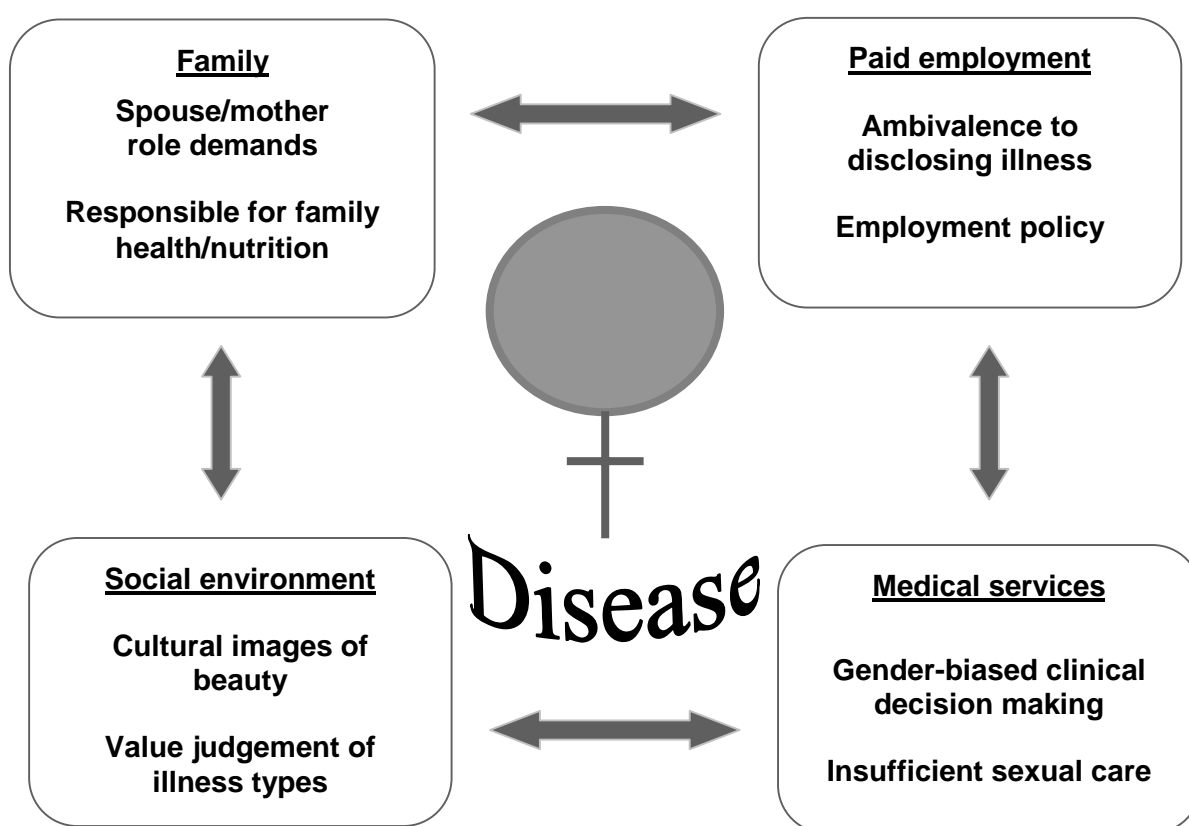 Family
Spouse/mother
role demands
Responsible for family
health/nutrition
Paid employment
Ambivalence to
disclosing illness
Employment policy
Disease
Social environment
Cultural images of
beauty
Value judgement of
illness types
Medical services
Gender-biased clinical
decision making
Insufficient sexual care